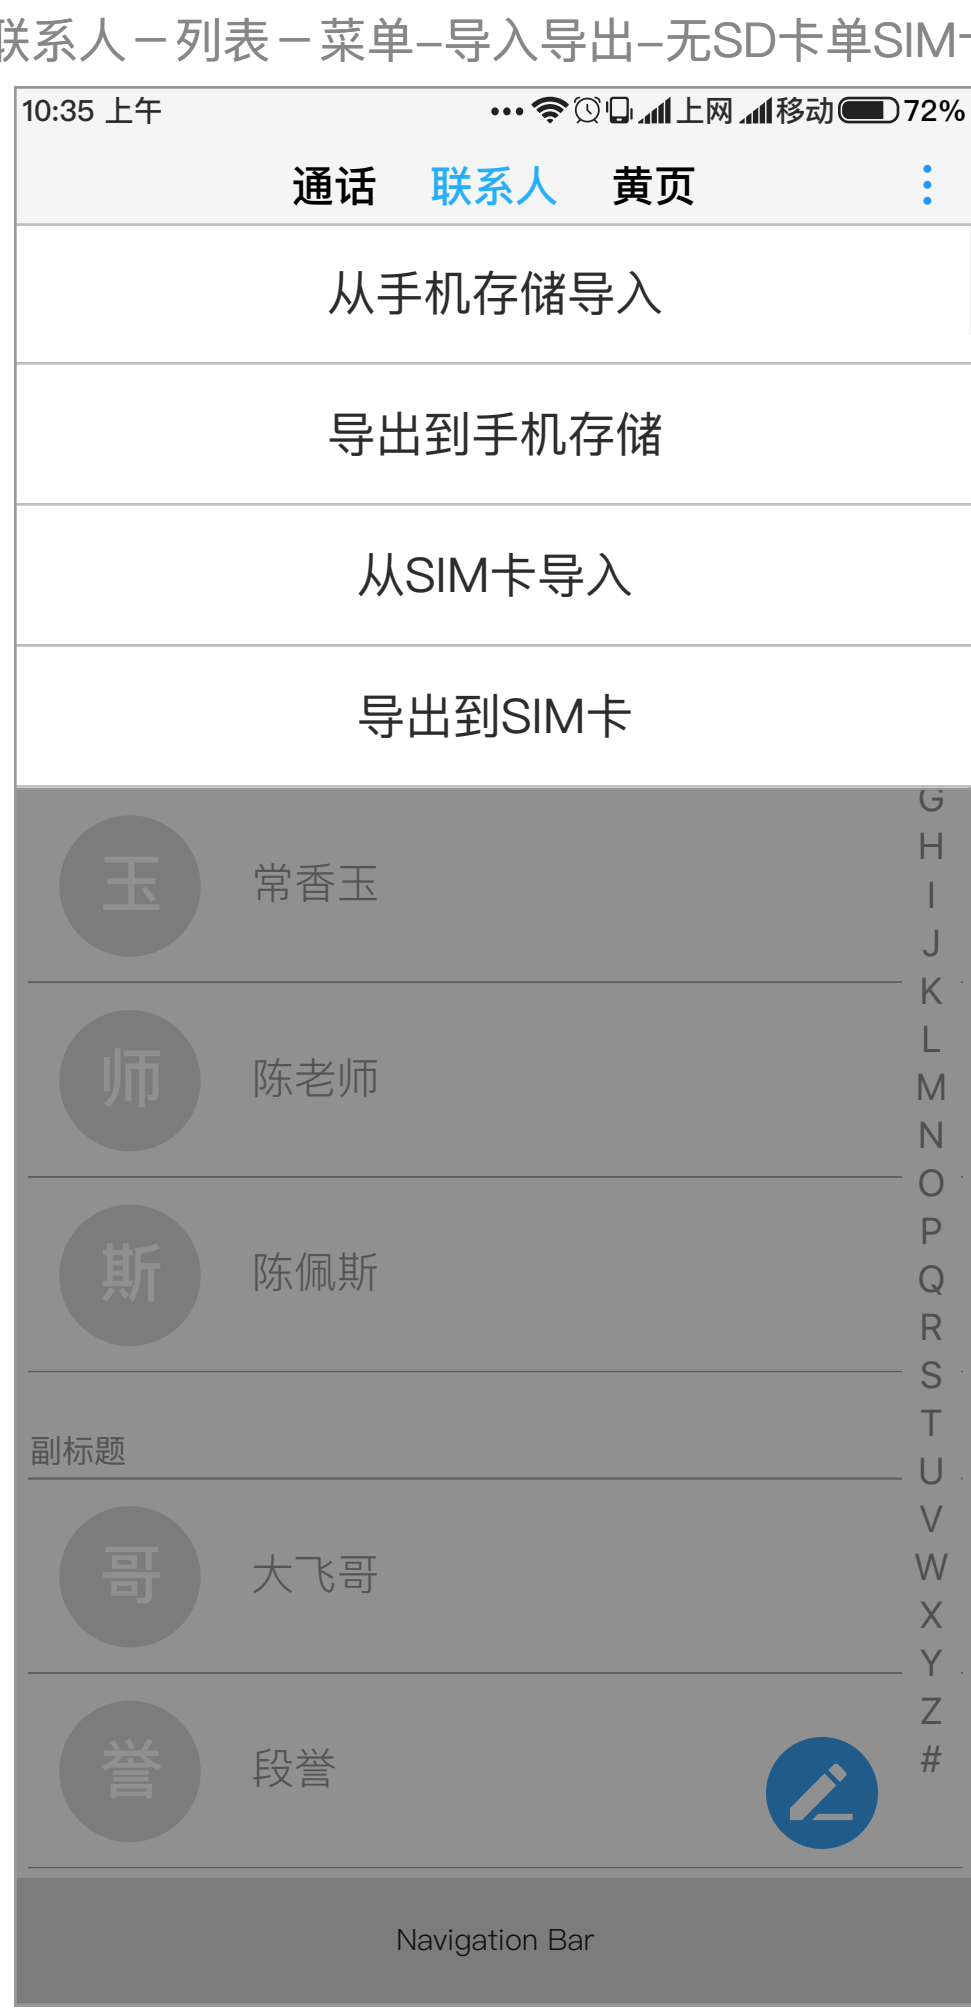 联系人－列表－菜单–导入导出–无SD卡单SIM
10:35 上午 上网 移动 72%
通话 联系人 黄页
从手机存储导入
导出到手机存储
从SIM卡导入
导出到SIM卡
G
玉 常香玉
H
I
J
K
L
师 陈老师
M
N
O
P
斯 陈佩斯
Q
R
S
T
副标题
U
V
哥 大飞哥
W
X
Y
Z
誉 段誉
#
Navigation Bar